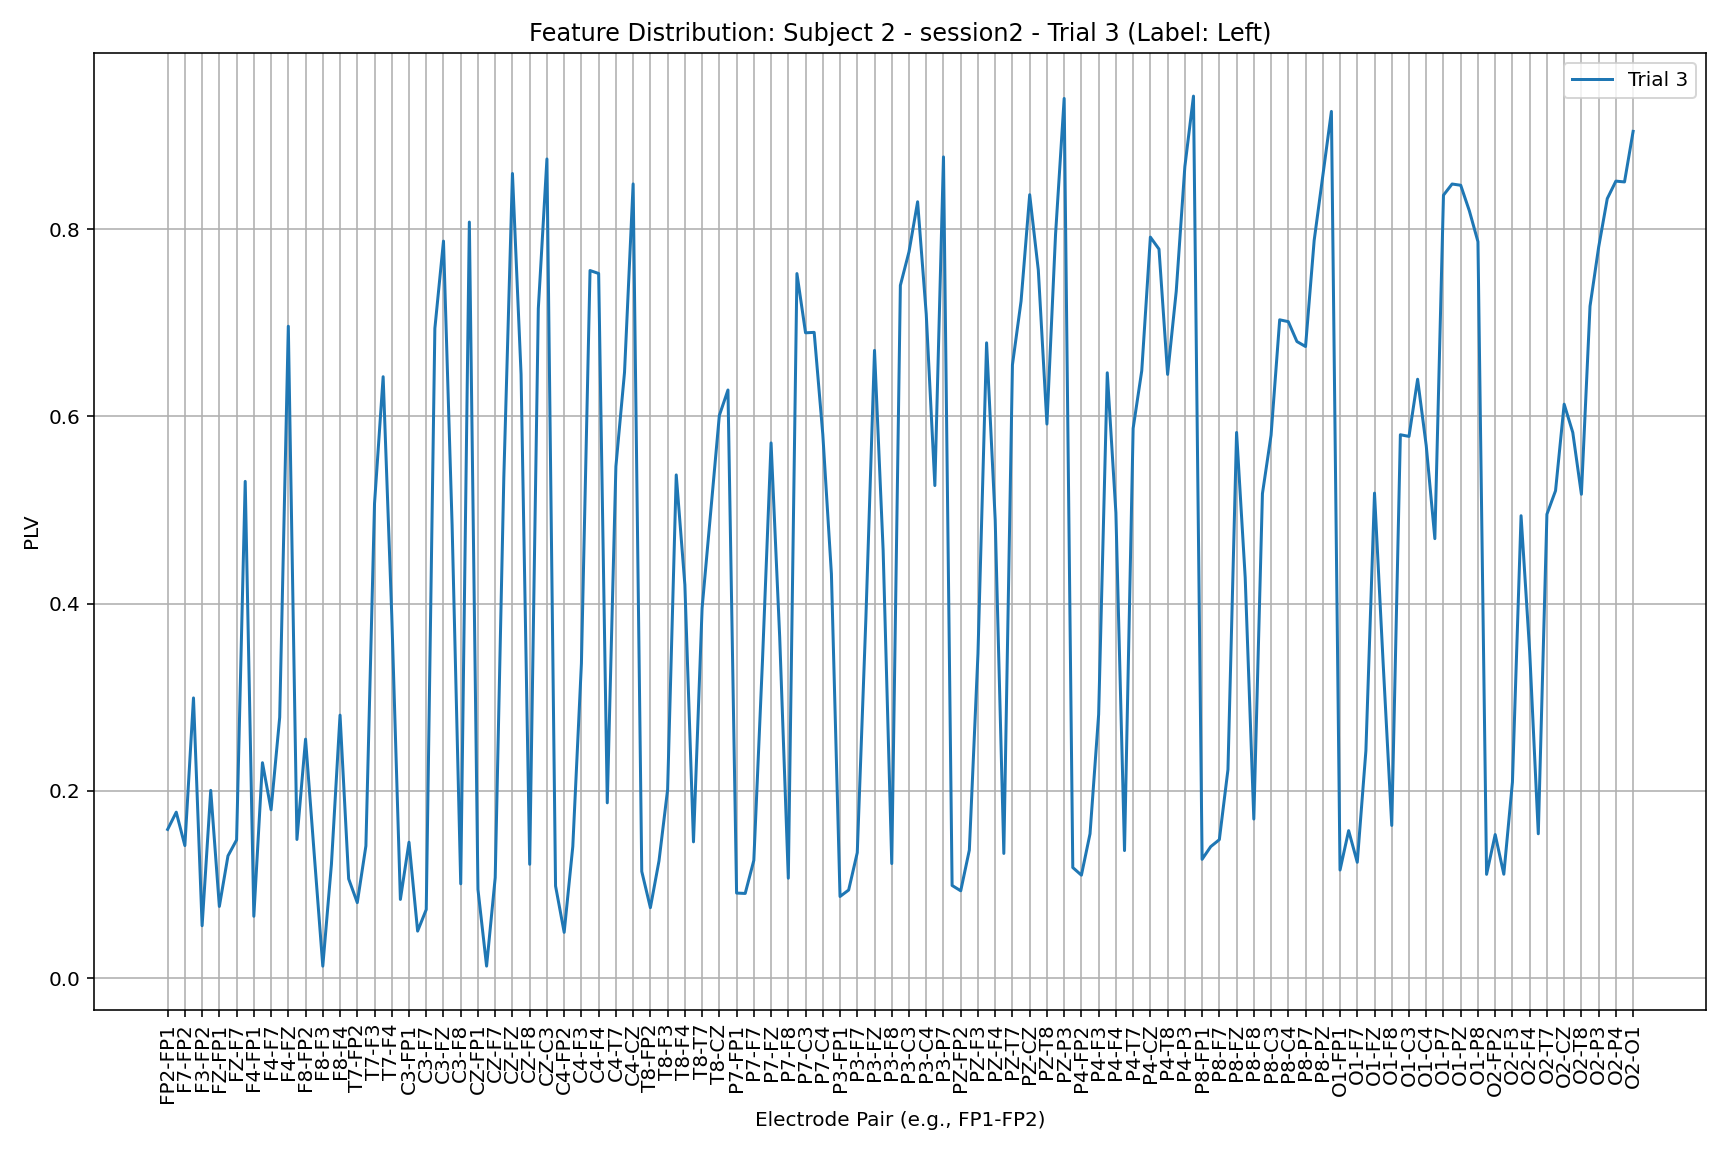 Feature Distribution: Subject 2 - session2 - Trial 3 (Label: Left)
Trial 3
PLV
0.8
0.6
0.4
0.2
0.0
FP2-FP1
F7-FP2
F3-FP2
FZ-FP1
FZ-F7
F4-FP1
F4-F7
F4-FZ
F8-FP2
F8-F3
F8-F4
T7-FP2
T7-F3
T7-F4
C3-FP1
C3-F7
C3-FZ
C3-F8
CZ-FP1
CZ-F7
CZ-FZ
CZ-F8
CZ-C3
C4-FP2
C4-F3
C4-F4
C4-T7
C4-CZ
T8-FP2
T8-F3
T8-F4
T8-T7
T8-CZ
P7-FP1
P7-F7
P7-FZ
P7-F8
P7-C3
P7-C4
P3-FP1
P3-F7
P3-FZ
P3-F8
P3-C3
P3-C4
P3-P7
PZ-FP2
PZ-F3
PZ-F4
PZ-T7
PZ-CZ
PZ-T8
PZ-P3
P4-FP2
P4-F3
P4-F4
P4-T7
P4-CZ
P4-T8
P4-P3
P8-FP1
P8-F7
P8-FZ
P8-F8
P8-C3
P8-C4
P8-P7
P8-PZ
O1-FP1
O1-F7
O1-FZ
O1-F8
O1-C3
O1-C4
O1-P7
O1-PZ
O1-P8
O2-FP2
O2-F3
O2-F4
O2-T7
O2-CZ
O2-T8
O2-P3
O2-P4
O2-O1
Electrode Pair (e.g., FP1-FP2)